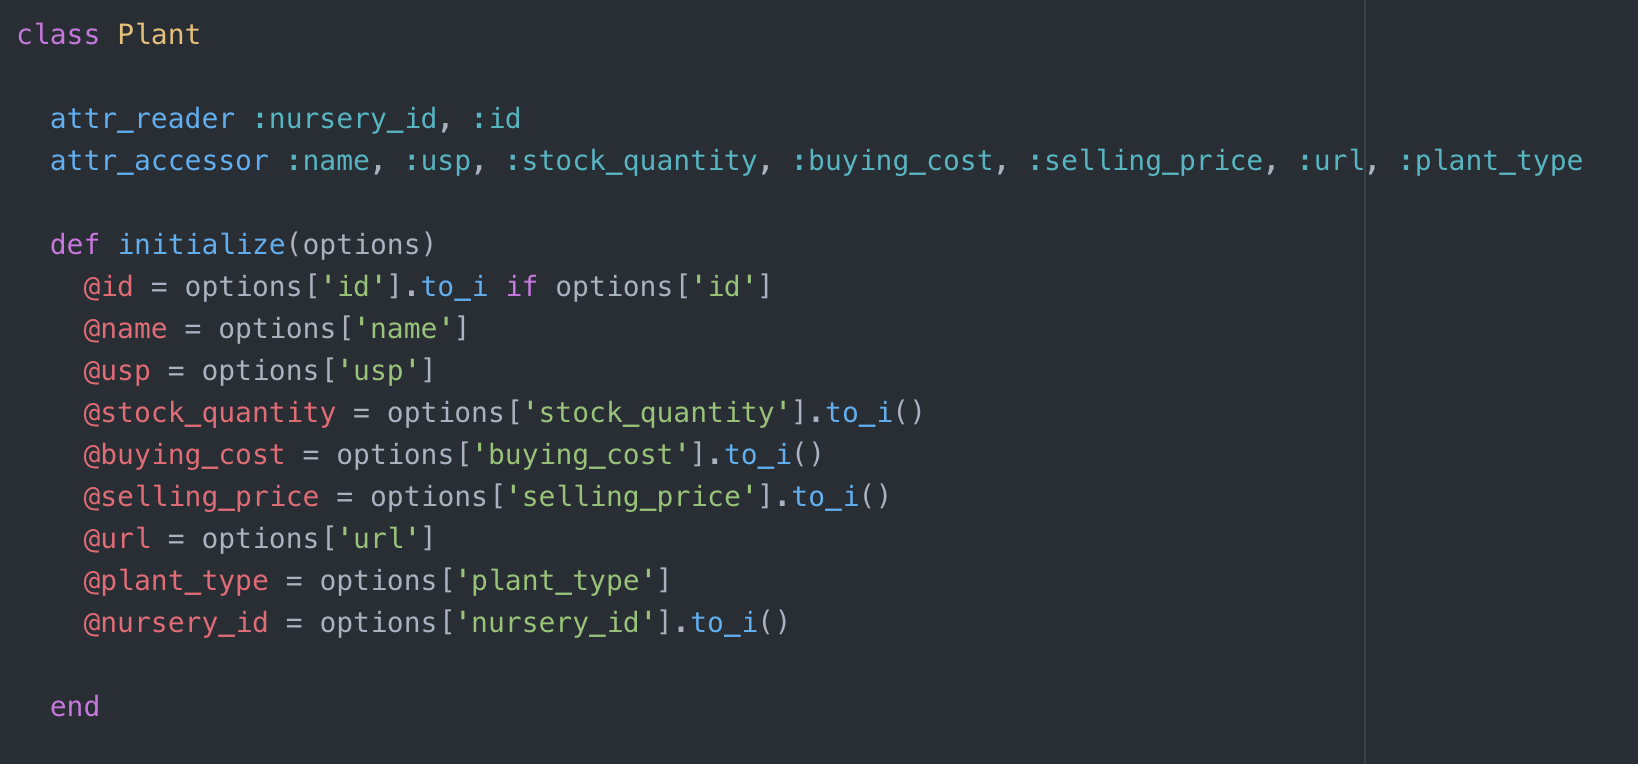 class Plant
attr_reader :nursery_id, :id
attr_accessor :name, :usp, :stock_quantity, :buying_cost, :selling_price, :url, :plant_type
def initialize(options)
@id = options['id'].to_i if options['id']
@name = options['name']
@usp = options['usp']
@stock_quantity = options['stock_quantity'].to_i()
@buying_cost = options['buying_cost'].to_i()
@selling_price = options['selling_price'].to_i()
@url = options['url']
@plant_type = options['plant_type']
@nursery_id = options['nursery_id'].to_i()
end